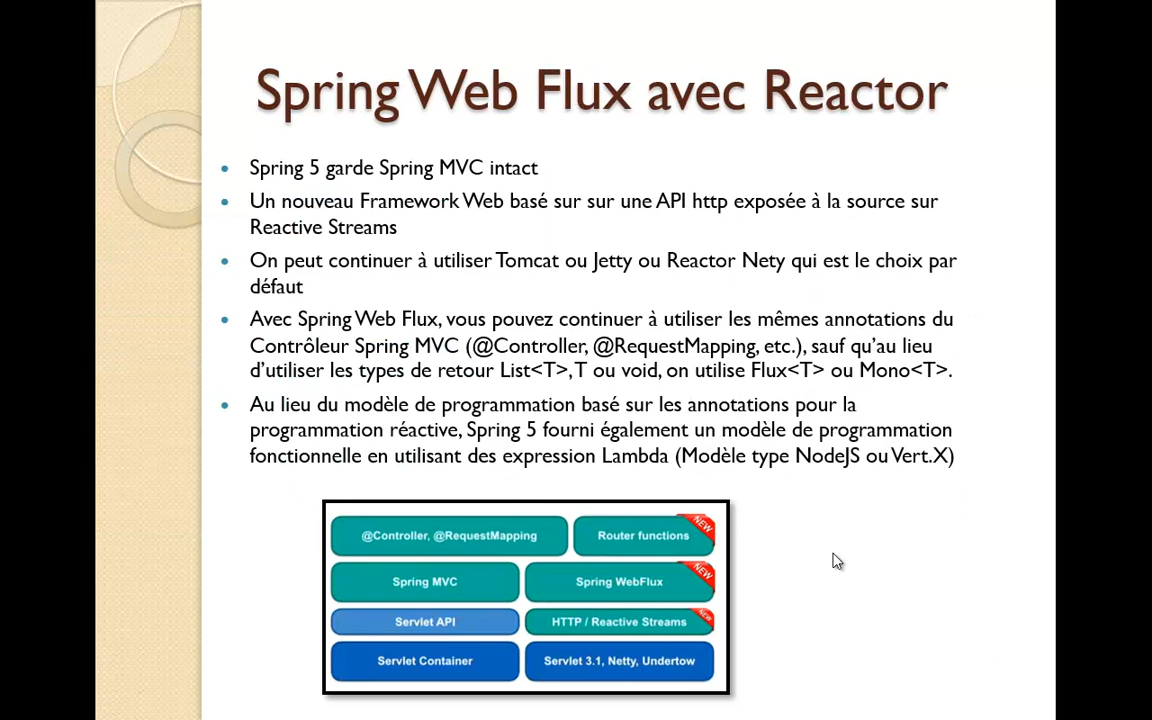 Spring Web Flux avec Reactor
Spring 5 garde Spring MVC intact
Un nouveau Framework Web basé sur sur une API http exposée à la source sur
Reactive Streams
On peut continuer à utiliser Tomcat ou Jetty ou Reactor Nety qui est le choix par
défaut
Avec Spring Web Flux, vous pouvez continuer à utiliser les mêmes annotations du
Contrôleur Spring MVC (@Controller, @RequestMapping, etc.), sauf qu'au lieu
d'utiliser les types de retour List<T>, T ou void, on utilise Flux<T> ou Mono<T>.
Au lieu du modèle de programmation basé sur les annotations pour la
programmation réactive, Spring 5 fourni également un modèle de programmation
fonctionnelle en utilisant des expression Lambda (Modèle type NodeJS ou Vert.X)
@Controller, @RequestMapping
Router functions
NEW
Spring MVC
Spring WebFlux
NEW
Servlet API
HTTP / Reactive Streams
NEW
Servlet Container
Servlet 3.1, Netty, Undertow